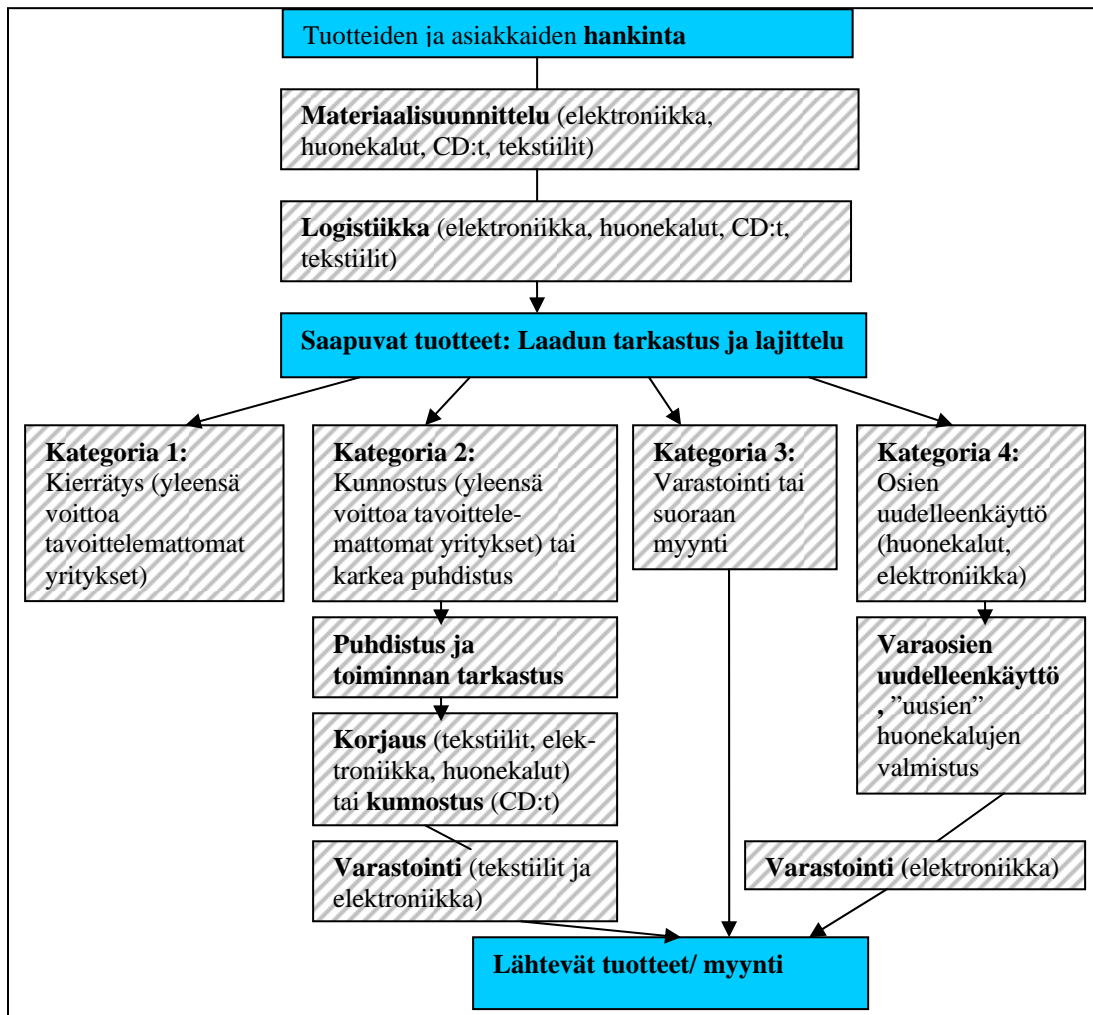 Tuotteiden ja asiakkaiden hankinta
Materiaalisuunnittelu (elektroniikka,
huonekalut, CD:t, tekstiilit)
Logistiikka (elektroniikka, huonekalut, CD:t,
tekstiilit)
Saapuvat tuotteet: Laadun tarkastus ja lajittelu
Kategoria 1:
Kierrätys (yleensä
voittoa
tavoittelemattomat
yritykset)
Kategoria 2:
Kunnostus (yleensä
voittoa tavoittele-
mattomat yritykset) tai
karkea puhdistus
Kategoria 3:
Varastointi tai
suoraan
myynti
Kategoria 4:
Osien
uudelleenkäyttö
(huonekalut,
elektroniikka)
Puhdistus ja
toiminnan tarkastus
Varaosien
uudelleenkäyttö
, ”uusien”
huonekalujen
valmistus
Korjaus (tekstiilit, elek-
troniikka, huonekalut)
tai kunnostus (CD:t)
Varastointi (tekstiilit ja
elektroniikka)
Varastointi (elektroniikka)
Lähtevät tuotteet/ myynti